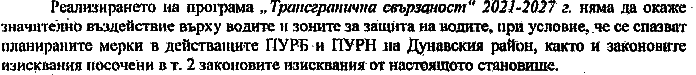 Реализирането на програма „Трансгранична свързаност" 2021-2027 г. няма да окаже
значително въздействие върху водите и зоните за защита на водите, при условие, че се спазват
планираните мерки в действащите ПУРБ и ПУРН на Дунавския район, както и законовите
изисквания посочени в т. 2 законовите изисквания от настоящото становище.